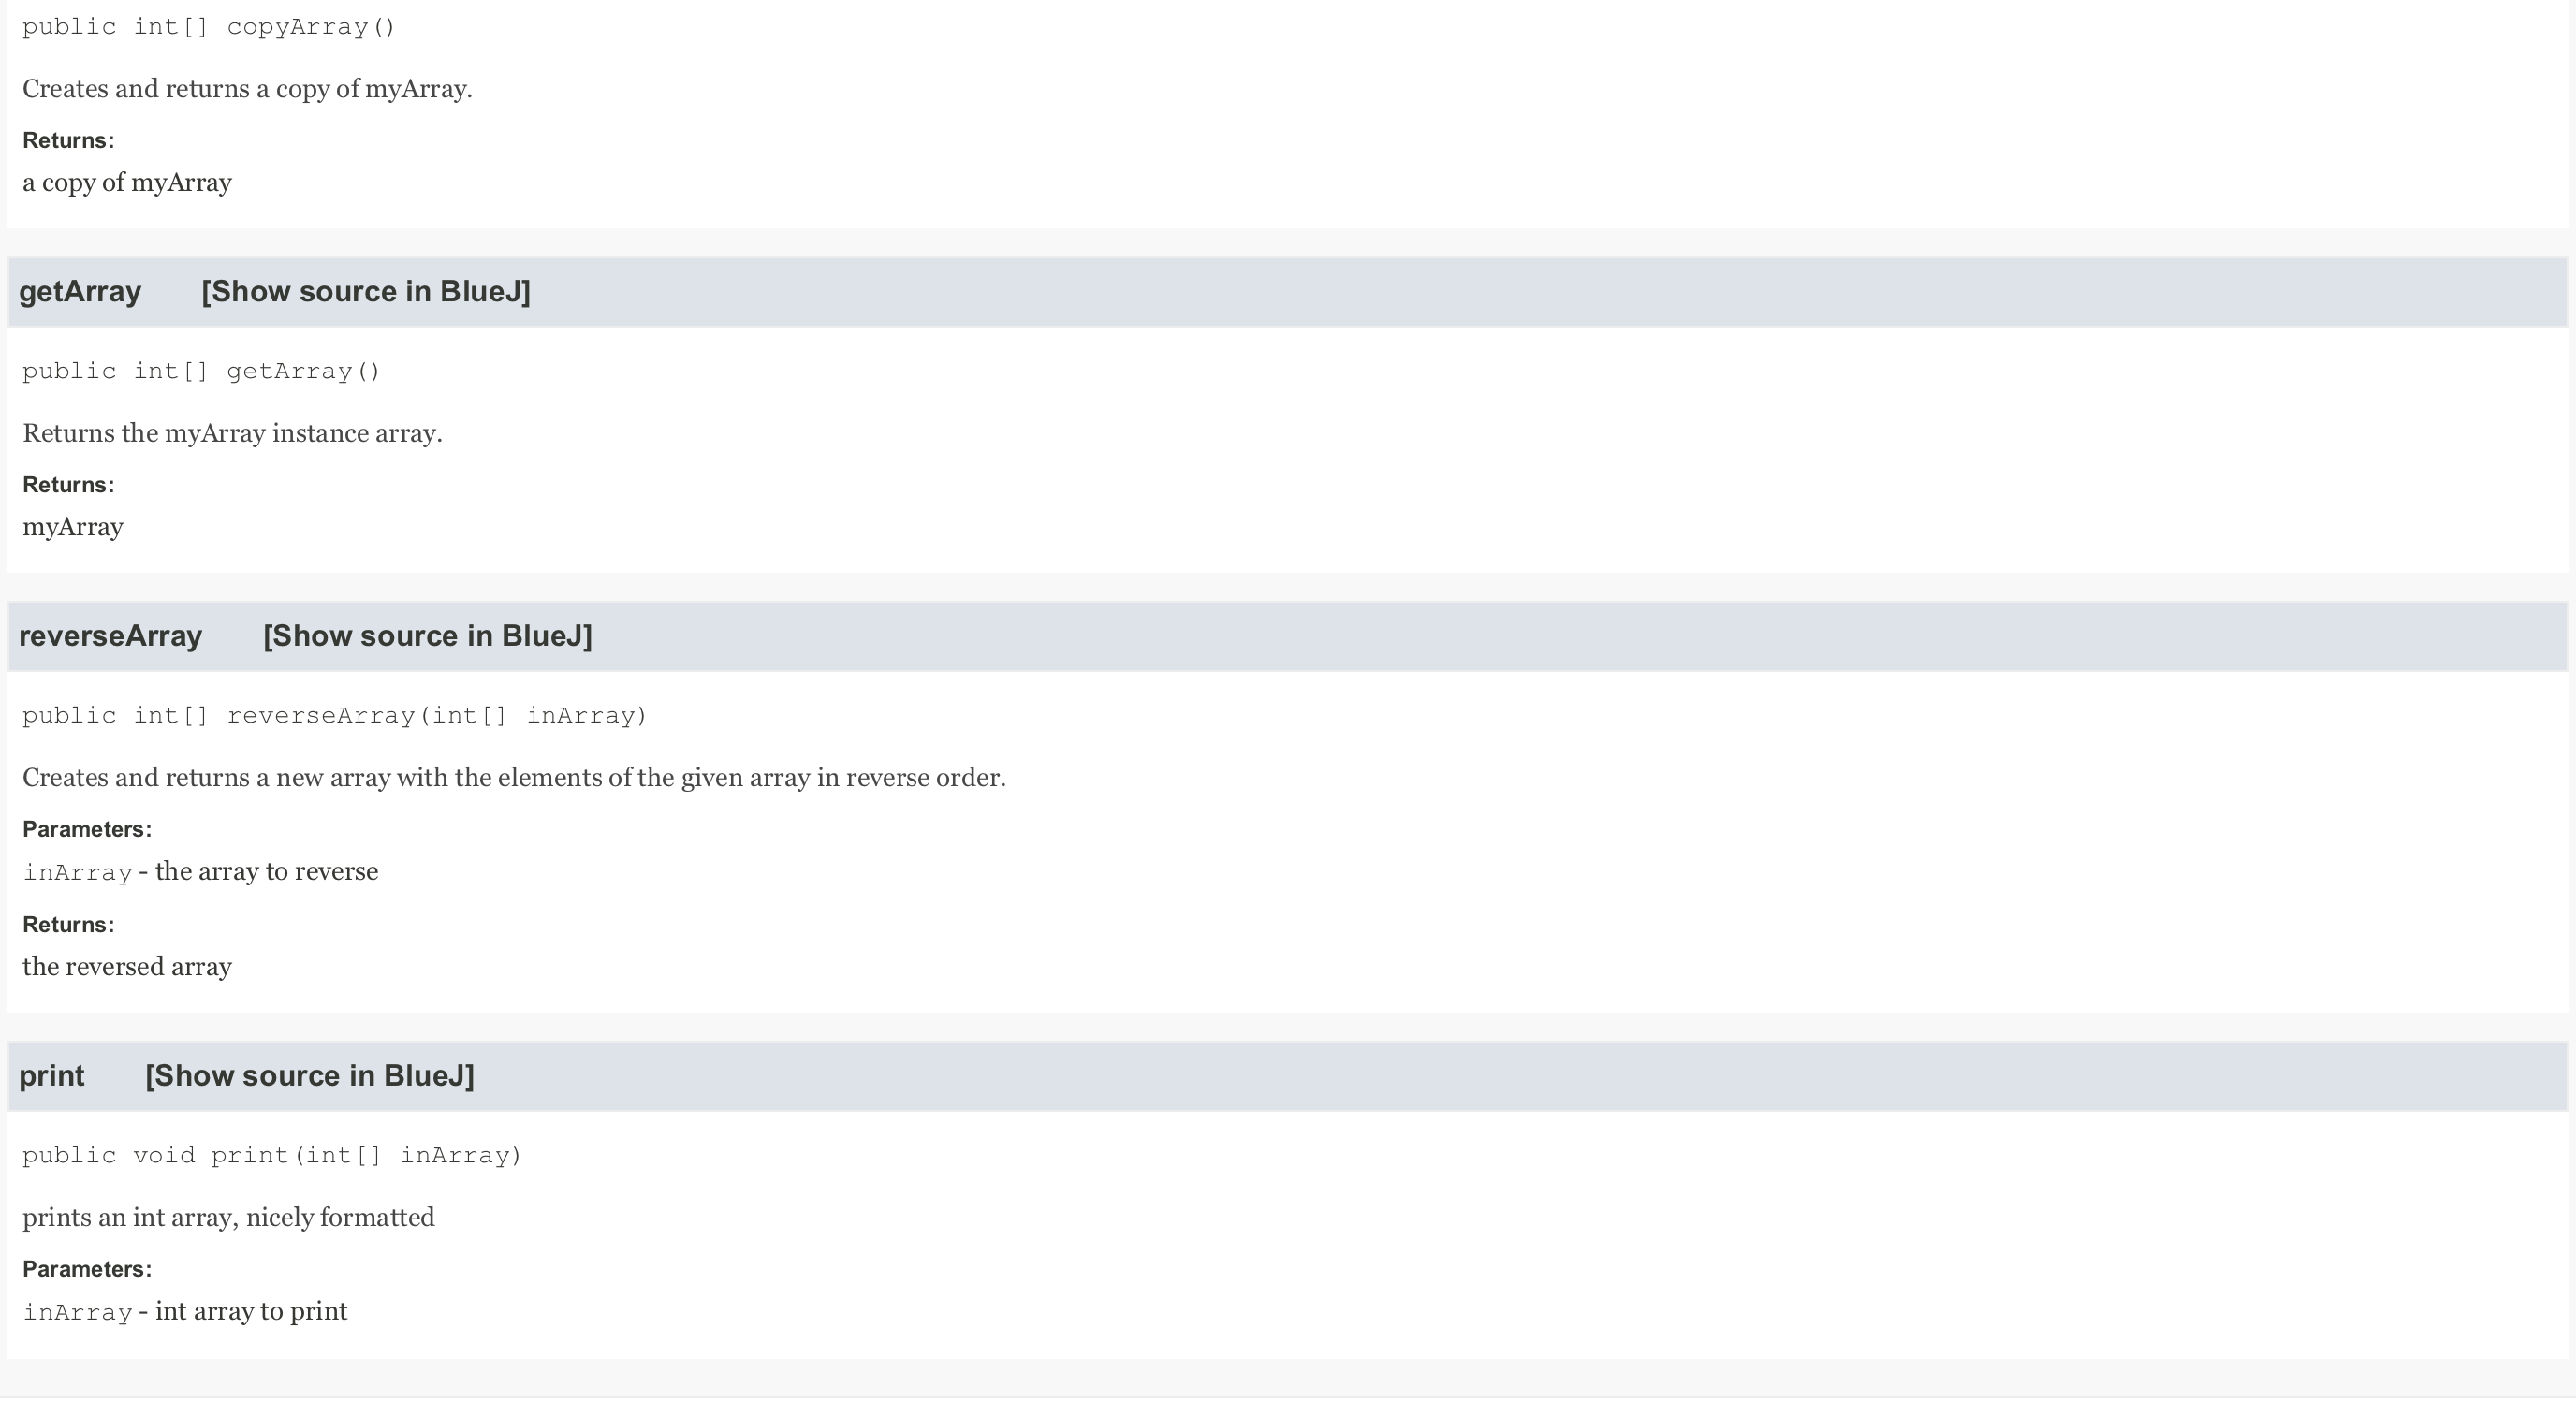 public int[] copyArray()
Creates and returns a copy of myArray.
Returns:
a copy of myArray
getArray [Show source in BlueJ]
public int[] getArray()
Returns the myArray instance array.
Returns:
myArray
reverseArray [Show source in BlueJ]
public int[] reverseArray(int[] inArray)
Creates and returns a new array with the elements of the given array in reverse order.
Parameters:
inArray - the array to reverse
Returns:
the reversed array
print [Show source in BlueJ]
public void print(int[] inArray)
prints an int array, nicely formatted
Parameters:
inArray - int array to print